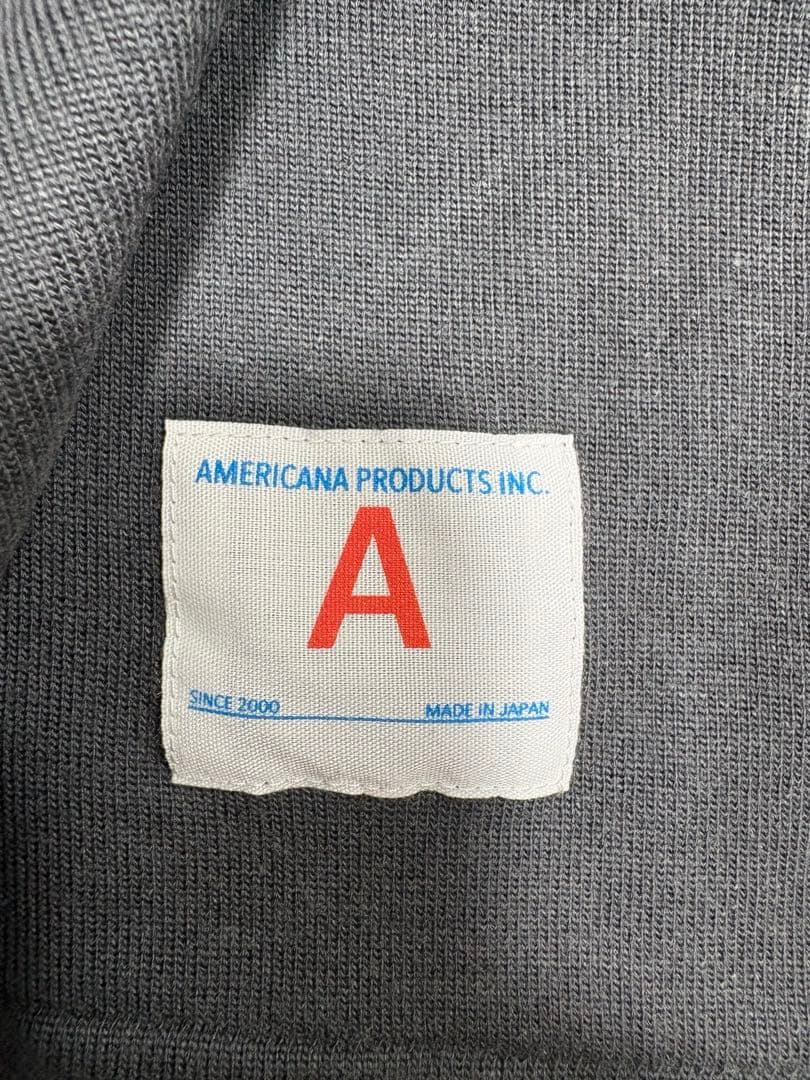 AMERICANA PRODUCTS INC.
A
SINCE 2000 MADE IN JAPAN